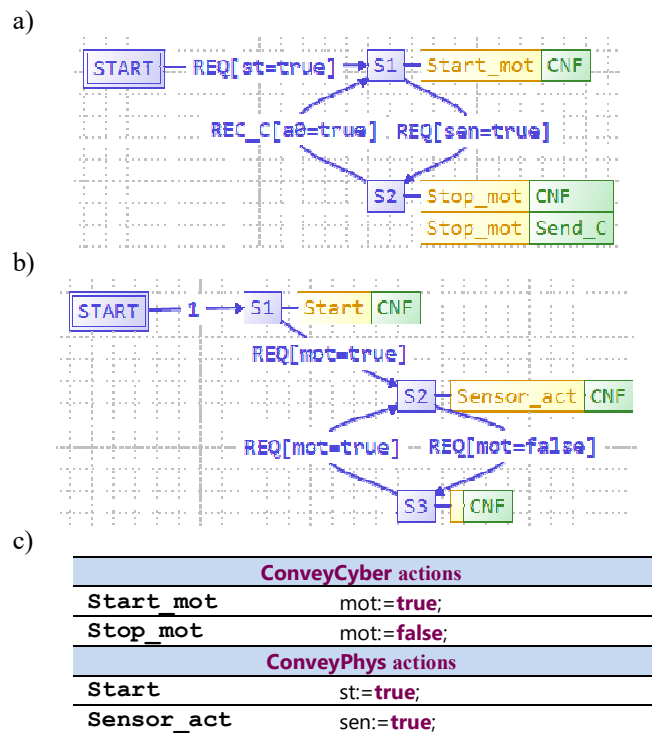 a)
START REQ[st=true] S1 Start_mot CNF
REC_C[a0=true] REQ[sen=true]
S2 Stop_mot CNF
Stop_mot Send_C
b)
START 1 S1 Start CNF
REQ[mot=true]
S2 Sensor_act CNF
REQ[mot=true] REQ[mot=false]
S3 CNF
c)
ConveyCyber actions
Start_mot mot:=true;
Stop_mot mot:=false;
ConveyPhys actions
Start st:=true;
Sensor_act sen:=true;